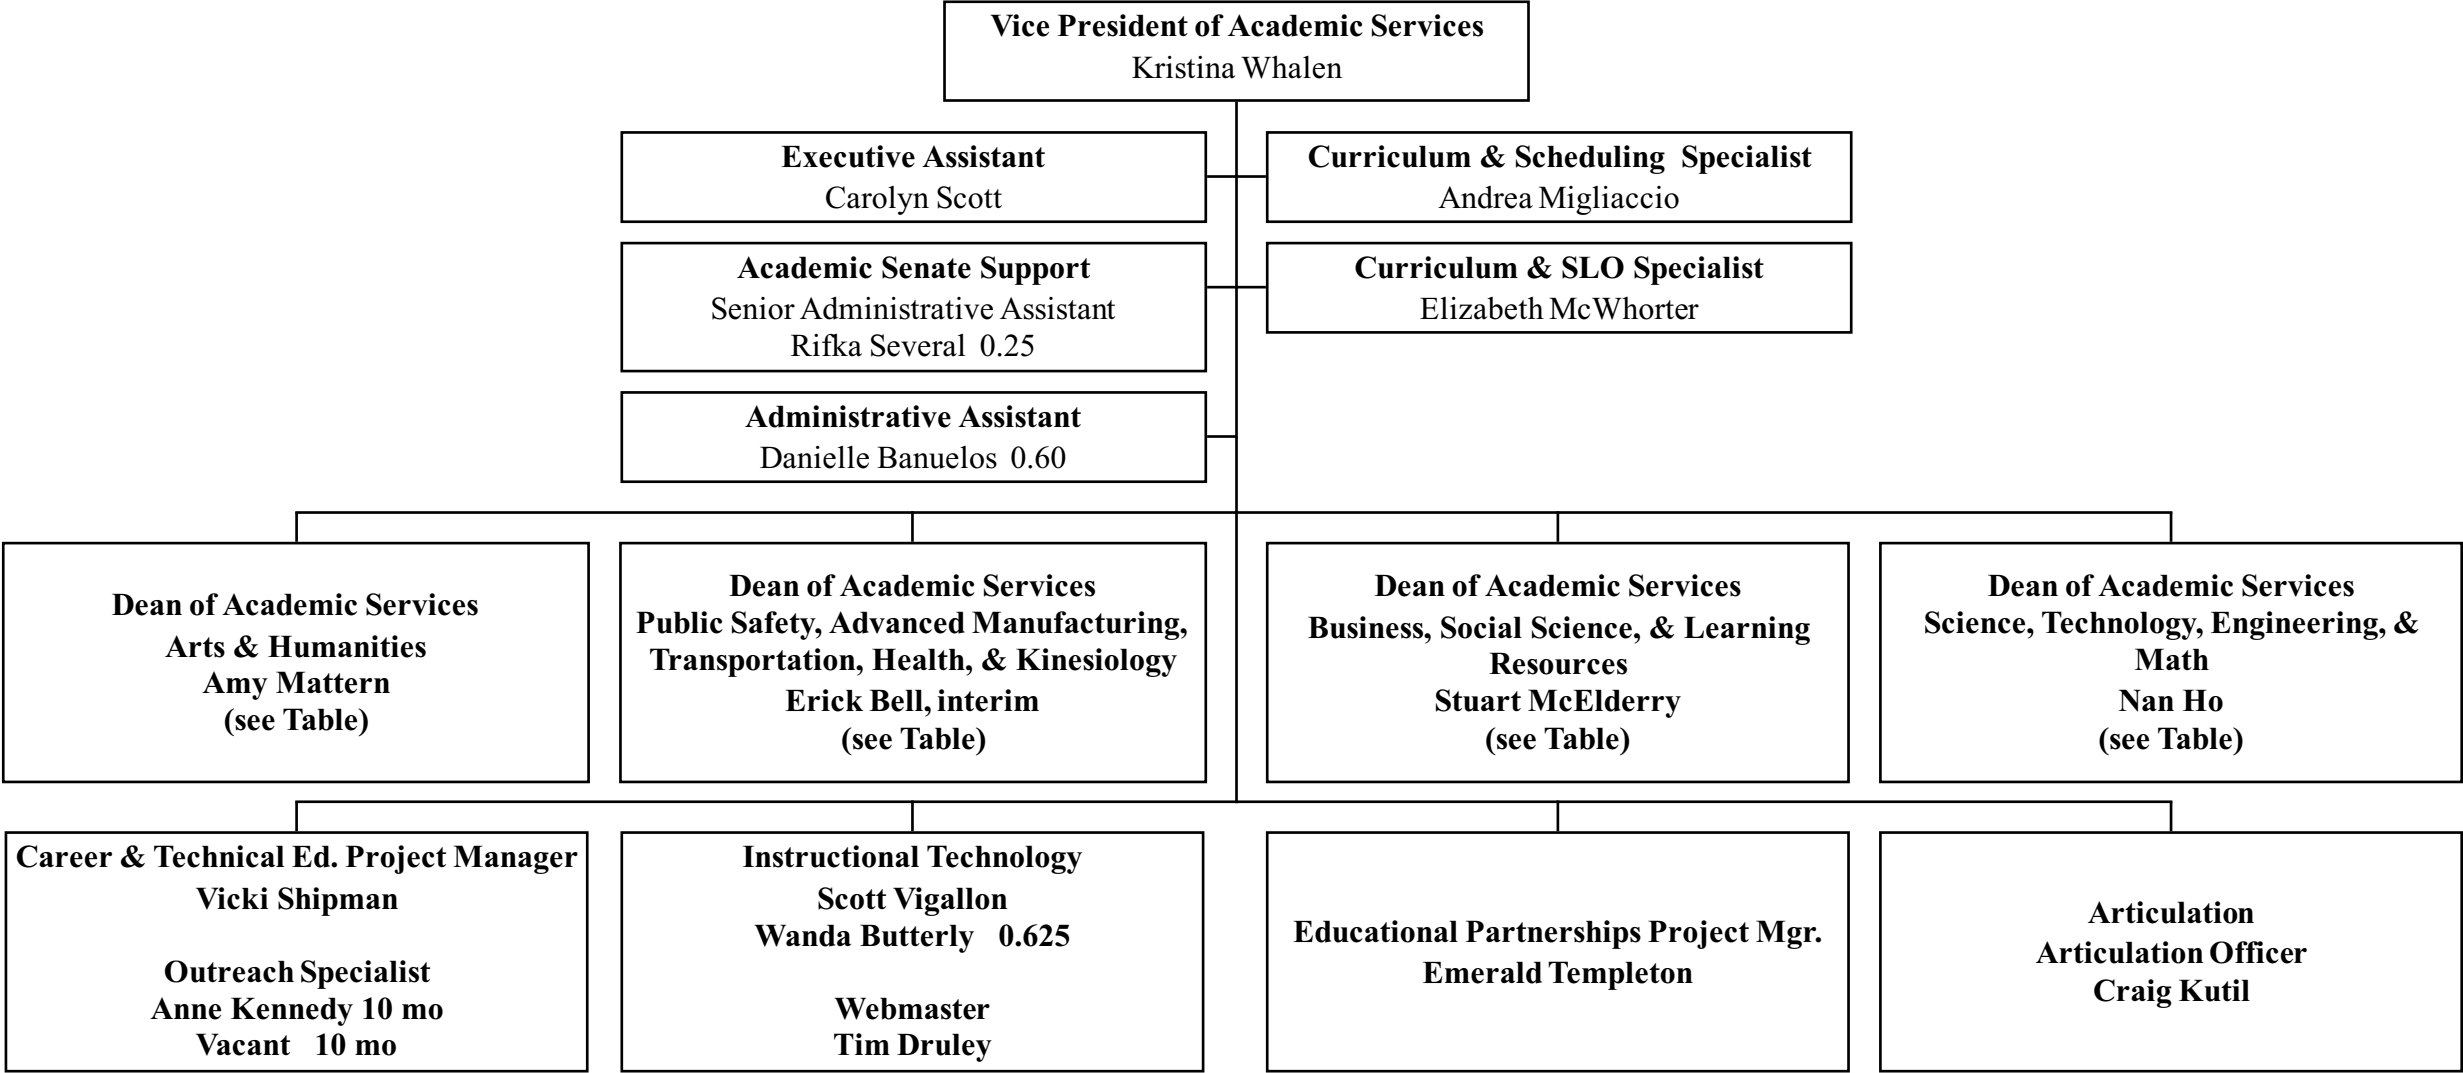 Vice President of Academic Services
Kristina Whalen
Executive Assistant
Carolyn Scott
Curriculum & Scheduling Specialist
Andrea Migliaccio
Academic Senate Support
Senior Administrative Assistant
Rifka Several 0.25
Curriculum & SLO Specialist
Elizabeth McWhorter
Administrative Assistant
Danielle Banuelos 0.60
Dean of Academic Services
Arts & Humanities
Amy Mattern
(see Table)
Dean of Academic Services
Public Safety, Advanced Manufacturing,
Transportation, Health, & Kinesiology
Erick Bell, interim
(see Table)
Dean of Academic Services
Business, Social Science, & Learning
Resources
Stuart McElderry
(see Table)
Dean of Academic Services
Science, Technology, Engineering, &
Math
Nan Ho
(see Table)
Career & Technical Ed. Project Manager
Vicki Shipman
Outreach Specialist
Anne Kennedy 10 mo
Vacant 10 mo
Instructional Technology
Scott Vigallon
Wanda Butterly 0.625
Webmaster
Tim Druley
Educational Partnerships Project Mgr.
Emerald Templeton
Articulation
Articulation Officer
Craig Kutil